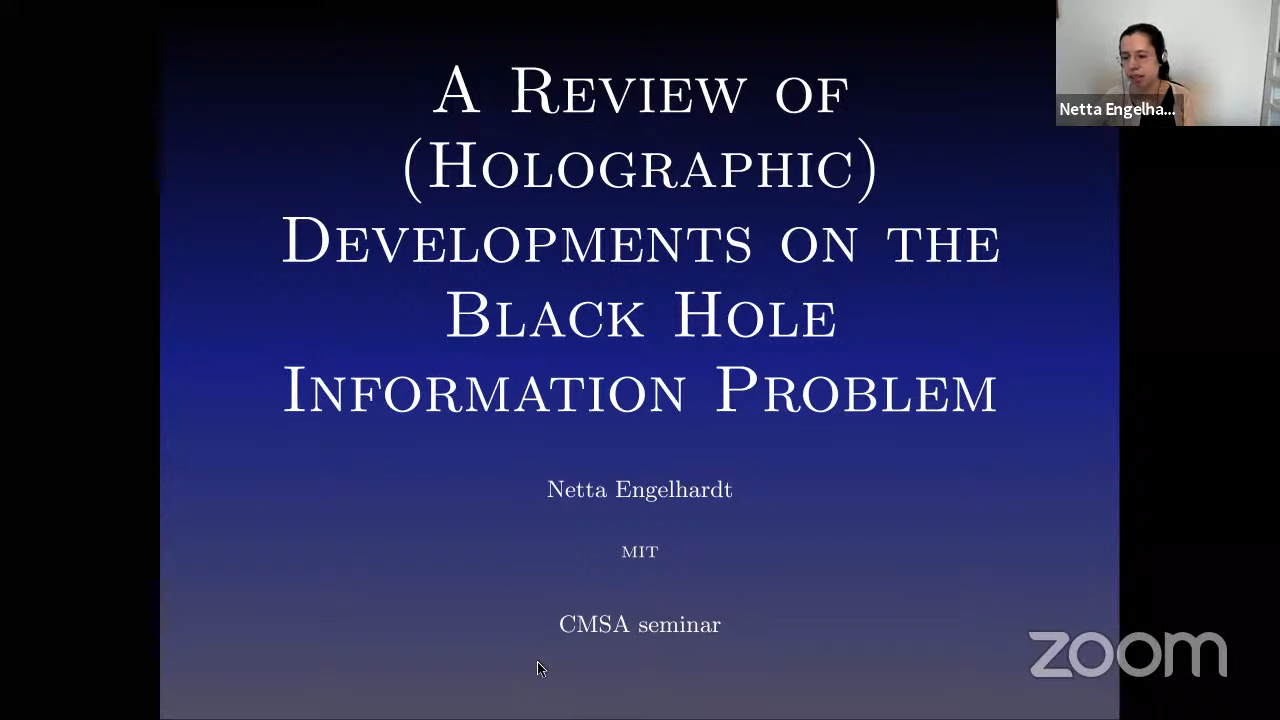 A Review of
(Holographic)
Developments on the
Black Hole
Information Problem
Netta Engelhardt
MIT
CMSA seminar
Netta Engelha...
zoom